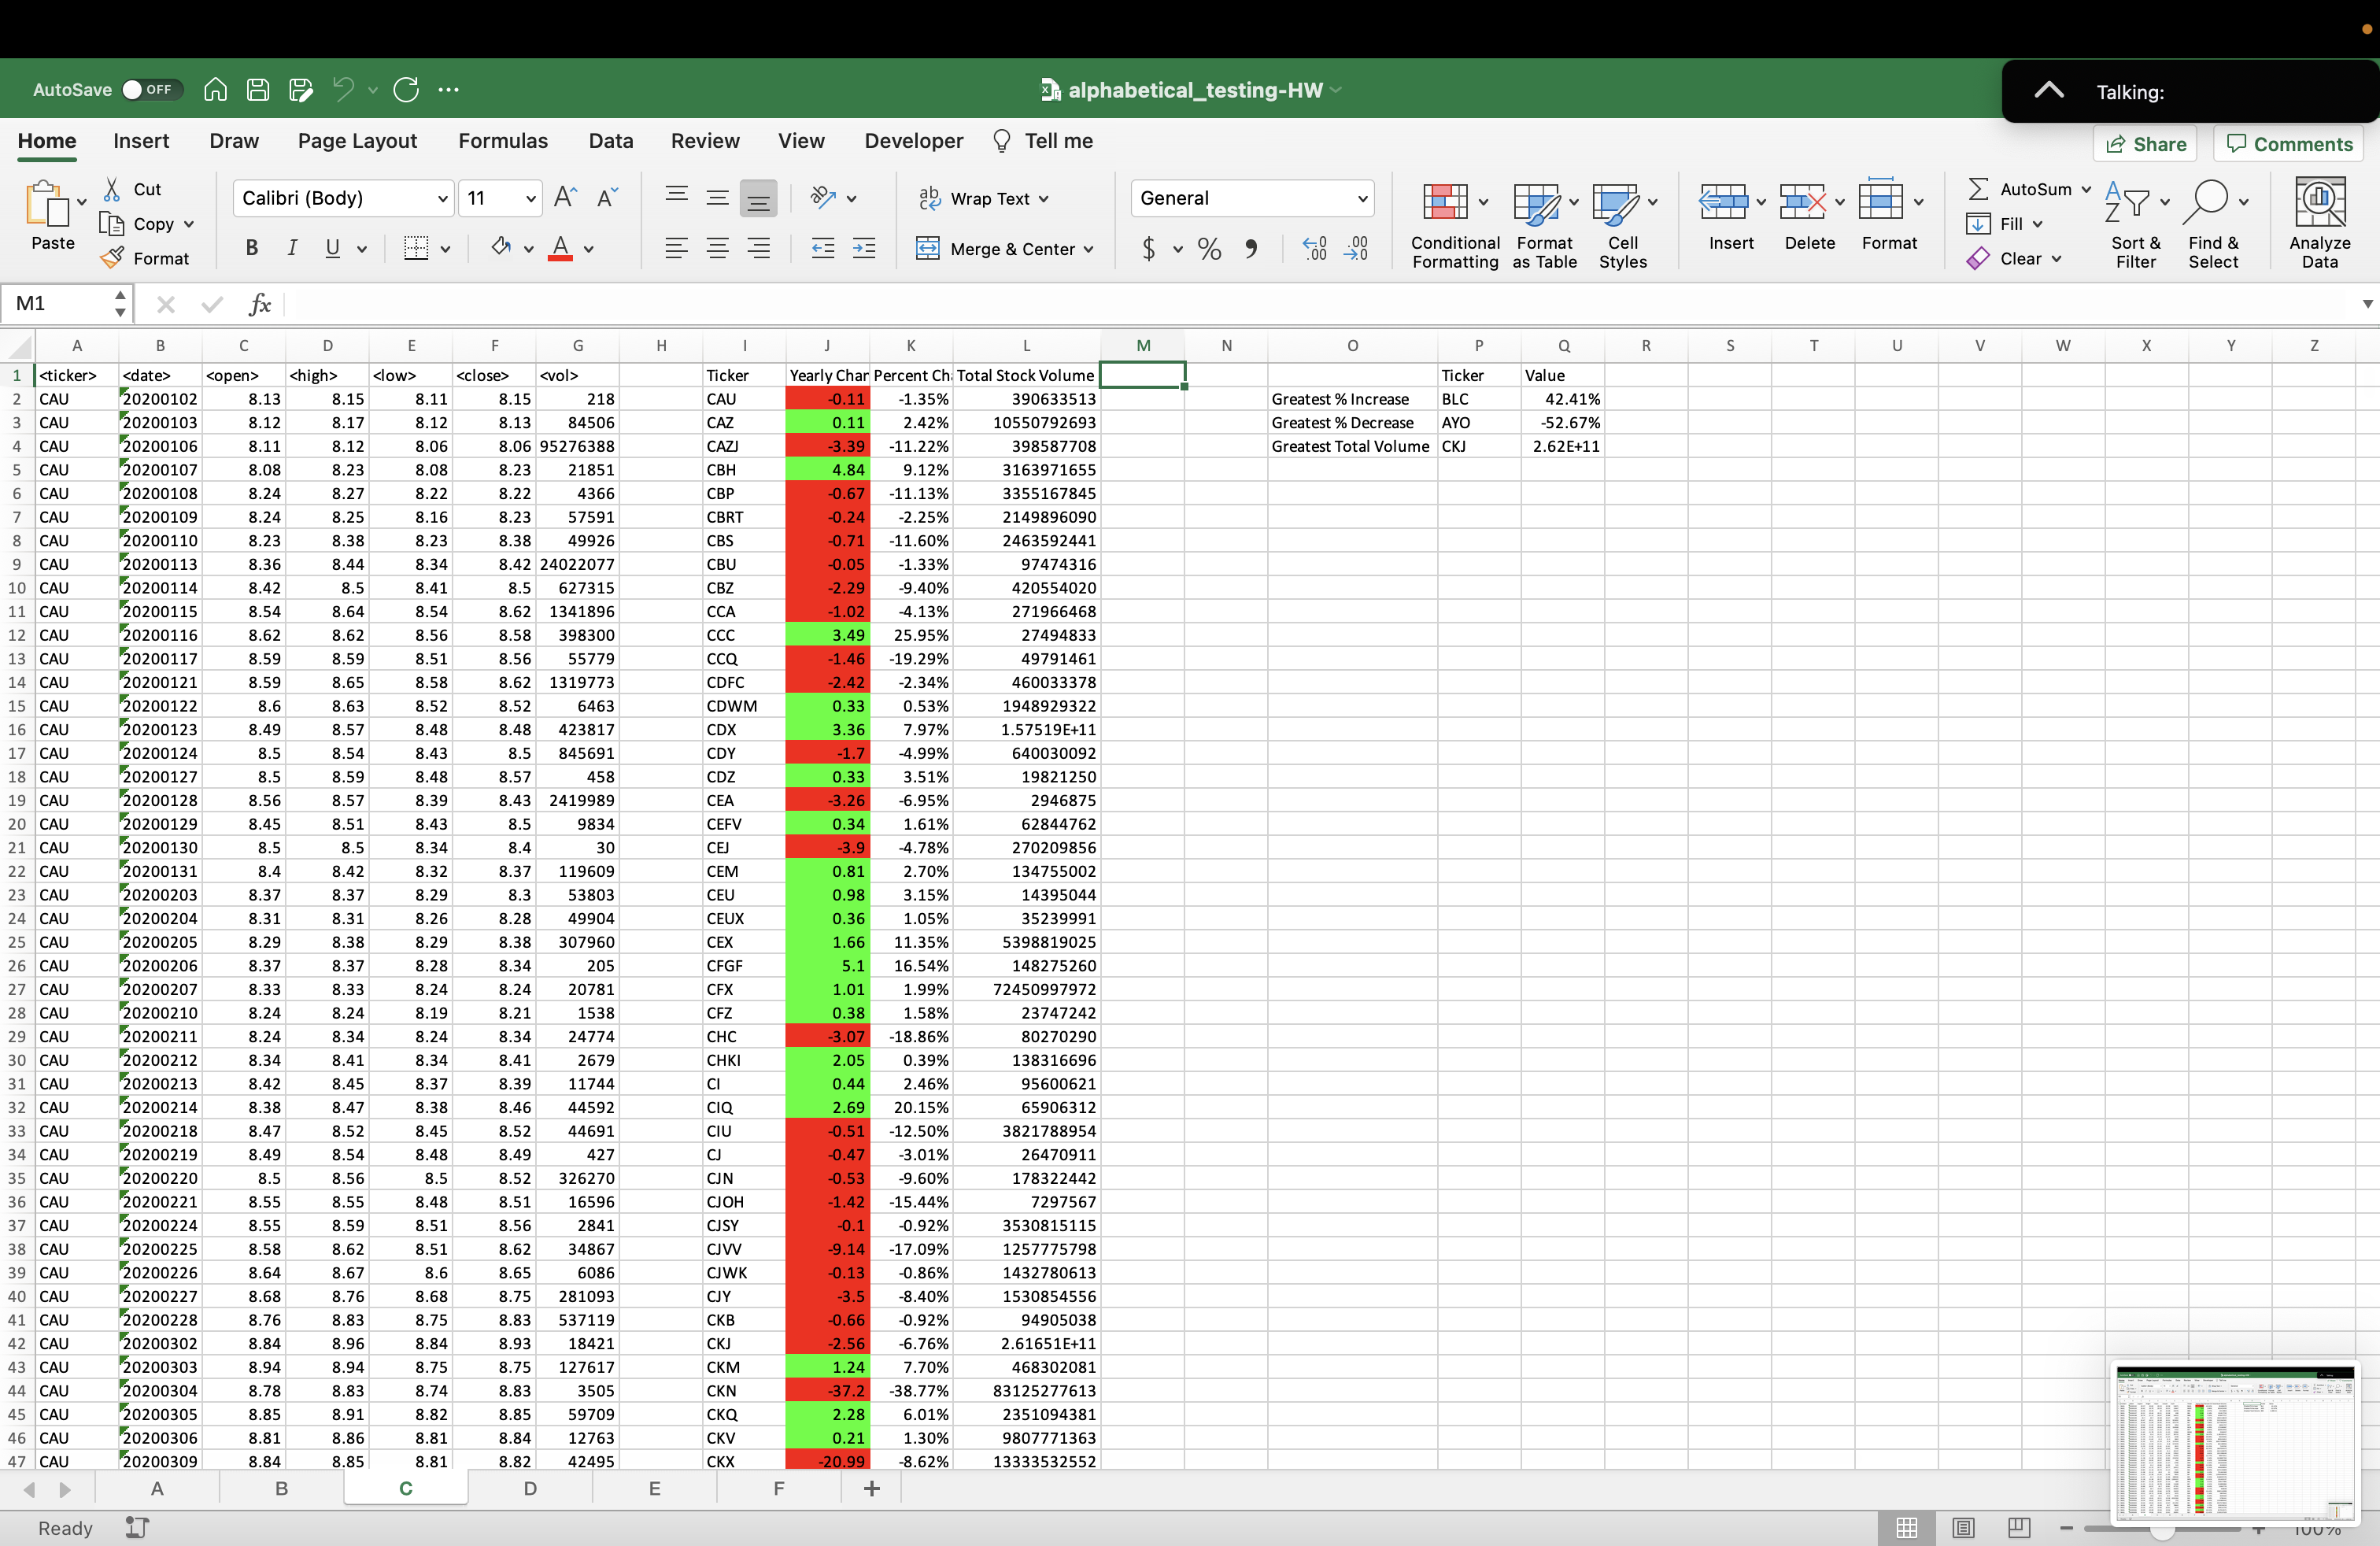 AutoSave OFF alphabetical_testing-HW Talking:
Home Insert Draw Page Layout Formulas Data Review View Developer Tell me Share Comments
Paste Cut Copy Format
Calibri (Body) 11
B I U A
Wrap Text
Merge & Center
General
$ % 9
Conditional Formatting Format as Table Cell Styles
Insert Delete Format
AutoSum Fill Clear
Sort & Filter Find & Select Analyze Data
M1 fx
A B C D E F G H I J K L M N O P Q R S T U V W X Y Z
1 <ticker> <date> <open> <high> <low> <close> <vol> Ticker Yearly Char Percent Ch Total Stock Volume Ticker Value
2 CAU 20200102 8.13 8.15 8.11 8.15 218 CAU -0.11 -1.35% 390633513 Greatest % Increase BLC 42.41%
3 CAU 20200103 8.12 8.17 8.12 8.13 84506 CAZ 0.11 2.42% 10550792693 Greatest % Decrease AYO -52.67%
4 CAU 20200106 8.11 8.12 8.06 8.06 95276388 CAZJ -3.39 -11.22% 398587708 Greatest Total Volume CKJ 2.62E+11
5 CAU 20200107 8.08 8.23 8.08 8.23 21851 CBH 4.84 9.12% 3163971655
6 CAU 20200108 8.24 8.27 8.22 8.22 4366 CBP -0.67 -11.13% 3355167845
7 CAU 20200109 8.24 8.25 8.16 8.23 57591 CBRT -0.24 -2.25% 2149896090
8 CAU 20200110 8.23 8.38 8.23 8.38 49926 CBS -0.71 -11.60% 2463592441
9 CAU 20200113 8.36 8.44 8.34 8.42 24022077 CBU -0.05 -1.33% 97474316
10 CAU 20200114 8.42 8.5 8.41 8.5 627315 CBZ -2.29 -9.40% 420554020
11 CAU 20200115 8.54 8.64 8.54 8.62 1341896 CCA -1.02 -4.13% 271966468
12 CAU 20200116 8.62 8.62 8.56 8.58 398300 CCC 3.49 25.95% 27494833
13 CAU 20200117 8.59 8.59 8.51 8.56 55779 CCQ -1.46 -19.29% 49791461
14 CAU 20200121 8.59 8.65 8.58 8.62 1319773 CDFC -2.42 -2.34% 460033378
15 CAU 20200122 8.6 8.63 8.52 8.52 6463 CDWM 0.33 0.53% 1948929322
16 CAU 20200123 8.49 8.57 8.48 8.48 423817 CDX 3.36 7.97% 1.57519E+11
17 CAU 20200124 8.5 8.54 8.43 8.5 845691 CDY -1.7 -4.99% 640030092
18 CAU 20200127 8.5 8.59 8.48 8.57 458 CDZ 0.33 3.51% 19821250
19 CAU 20200128 8.56 8.57 8.39 8.43 2419989 CEA -3.26 -6.95% 2946875
20 CAU 20200129 8.45 8.51 8.43 8.5 9834 CEFV 0.34 1.61% 62844762
21 CAU 20200130 8.5 8.5 8.34 8.4 30 CEJ -3.9 -4.78% 270209856
22 CAU 20200131 8.4 8.42 8.32 8.37 119609 CEM 0.81 2.70% 134755002
23 CAU 20200203 8.37 8.37 8.29 8.3 53803 CEU 0.98 3.15% 14395044
24 CAU 20200204 8.31 8.31 8.26 8.28 49904 CEUX 0.36 1.05% 35239991
25 CAU 20200205 8.29 8.38 8.29 8.38 307960 CEX 1.66 11.35% 5398819025
26 CAU 20200206 8.37 8.37 8.28 8.34 205 CFGF 5.1 16.54% 148275260
27 CAU 20200207 8.33 8.33 8.24 8.24 20781 CFX 1.01 1.99% 72450997972
28 CAU 20200210 8.24 8.24 8.19 8.21 1538 CFZ 0.38 1.58% 23747242
29 CAU 20200211 8.24 8.34 8.24 8.34 24774 CHC -3.07 -18.86% 80270290
30 CAU 20200212 8.34 8.41 8.34 8.41 2679 CHKI 2.05 0.39% 138316696
31 CAU 20200213 8.42 8.45 8.37 8.39 11744 CI 0.44 2.46% 95600621
32 CAU 20200214 8.38 8.47 8.38 8.46 44592 CIQ 2.69 20.15% 65906312
33 CAU 20200218 8.47 8.52 8.45 8.52 44691 CIU -0.51 -12.50% 3821788954
34 CAU 20200219 8.49 8.54 8.48 8.49 427 CJ -0.47 -3.01% 26470911
35 CAU 20200220 8.5 8.56 8.5 8.52 326270 CJN -0.53 -9.60% 178322442
36 CAU 20200221 8.55 8.55 8.48 8.51 16596 CJOH -1.42 -15.44% 7297567
37 CAU 20200224 8.55 8.59 8.51 8.56 2841 CJSY -0.1 -0.92% 3530815115
38 CAU 20200225 8.58 8.62 8.51 8.62 34867 CJVV -9.14 -17.09% 1257775798
39 CAU 20200226 8.64 8.67 8.6 8.65 6086 CJWK -0.13 -0.86% 1432780613
40 CAU 20200227 8.68 8.76 8.68 8.75 281093 CJY -3.5 -8.40% 1530854556
41 CAU 20200228 8.76 8.83 8.75 8.83 537119 CKB -0.66 -0.92% 94905038
42 CAU 20200302 8.84 8.96 8.84 8.93 18421 CKJ -2.56 -6.76% 2.61651E+11
43 CAU 20200303 8.94 8.94 8.75 8.75 127617 CKM 1.24 7.70% 468302081
44 CAU 20200304 8.78 8.83 8.74 8.83 3505 CKN -37.2 -38.77% 83125277613
45 CAU 20200305 8.85 8.91 8.82 8.85 59709 CKQ 2.28 6.01% 2351094381
46 CAU 20200306 8.81 8.86 8.81 8.84 12763 CKV 0.21 1.30% 9807771363
47 CAU 20200309 8.84 8.85 8.81 8.82 42495 CKX -20.99 -8.62% 13333532552
A B C D E F +
Ready 100%